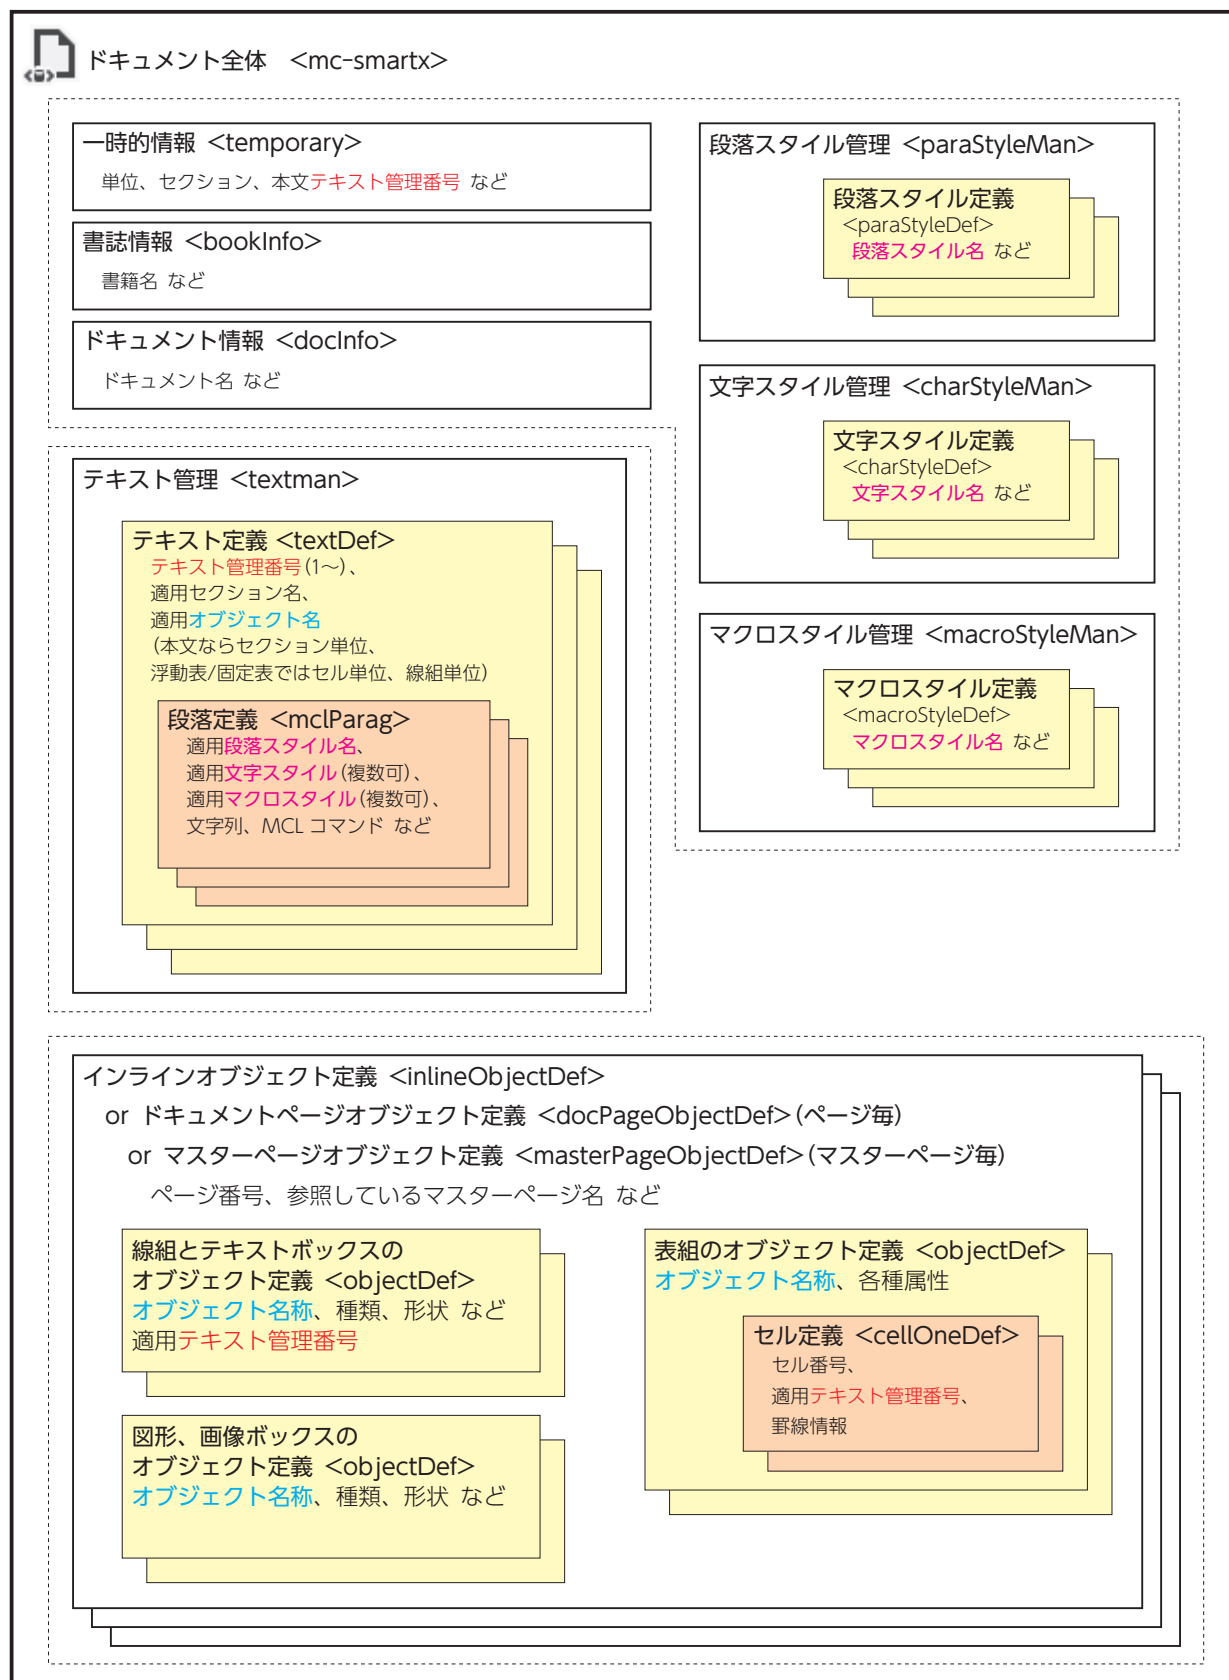 ドキュメント全体 <mc-smartx>
一時的情報 <temporary>
単位、セクション、本文テキスト管理番号 など
書誌情報 <bookInfo>
書籍名 など
ドキュメント情報 <docInfo>
ドキュメント名 など
段落スタイル管理 <paraStyleMan>
段落スタイル定義
<paraStyleDef>
段落スタイル名 など
文字スタイル管理 <charStyleMan>
文字スタイル定義
<charStyleDef>
文字スタイル名 など
マクロスタイル管理 <macroStyleMan>
マクロスタイル定義
<macroStyleDef>
マクロスタイル名 など
テキスト管理 <textman>
テキスト定義 <textDef>
テキスト管理番号(1〜)、
適用セクション名、
適用オブジェクト名
(本文ならセクション単位、
浮動表/固定表ではセル単位、線組単位)
段落定義 <mclParag>
適用段落スタイル名、
適用文字スタイル(複数可)、
適用マクロスタイル(複数可)、
文字列、MCL コマンド など
インラインオブジェクト定義 <inlineObjectDef>
or ドキュメントページオブジェクト定義 <docPageObjectDef>(ページ毎)
or マスターページオブジェクト定義 <masterPageObjectDef>(マスターページ毎)
ページ番号、参照しているマスターページ名 など
線組とテキストボックスの
オブジェクト定義 <objectDef>
オブジェクト名称、種類、形状 など
適用テキスト管理番号
図形、画像ボックスの
オブジェクト定義 <objectDef>
オブジェクト名称、種類、形状 など
表組のオブジェクト定義 <objectDef>
オブジェクト名称、各種属性
セル定義 <cellOneDef>
セル番号、
適用テキスト管理番号、
罫線情報